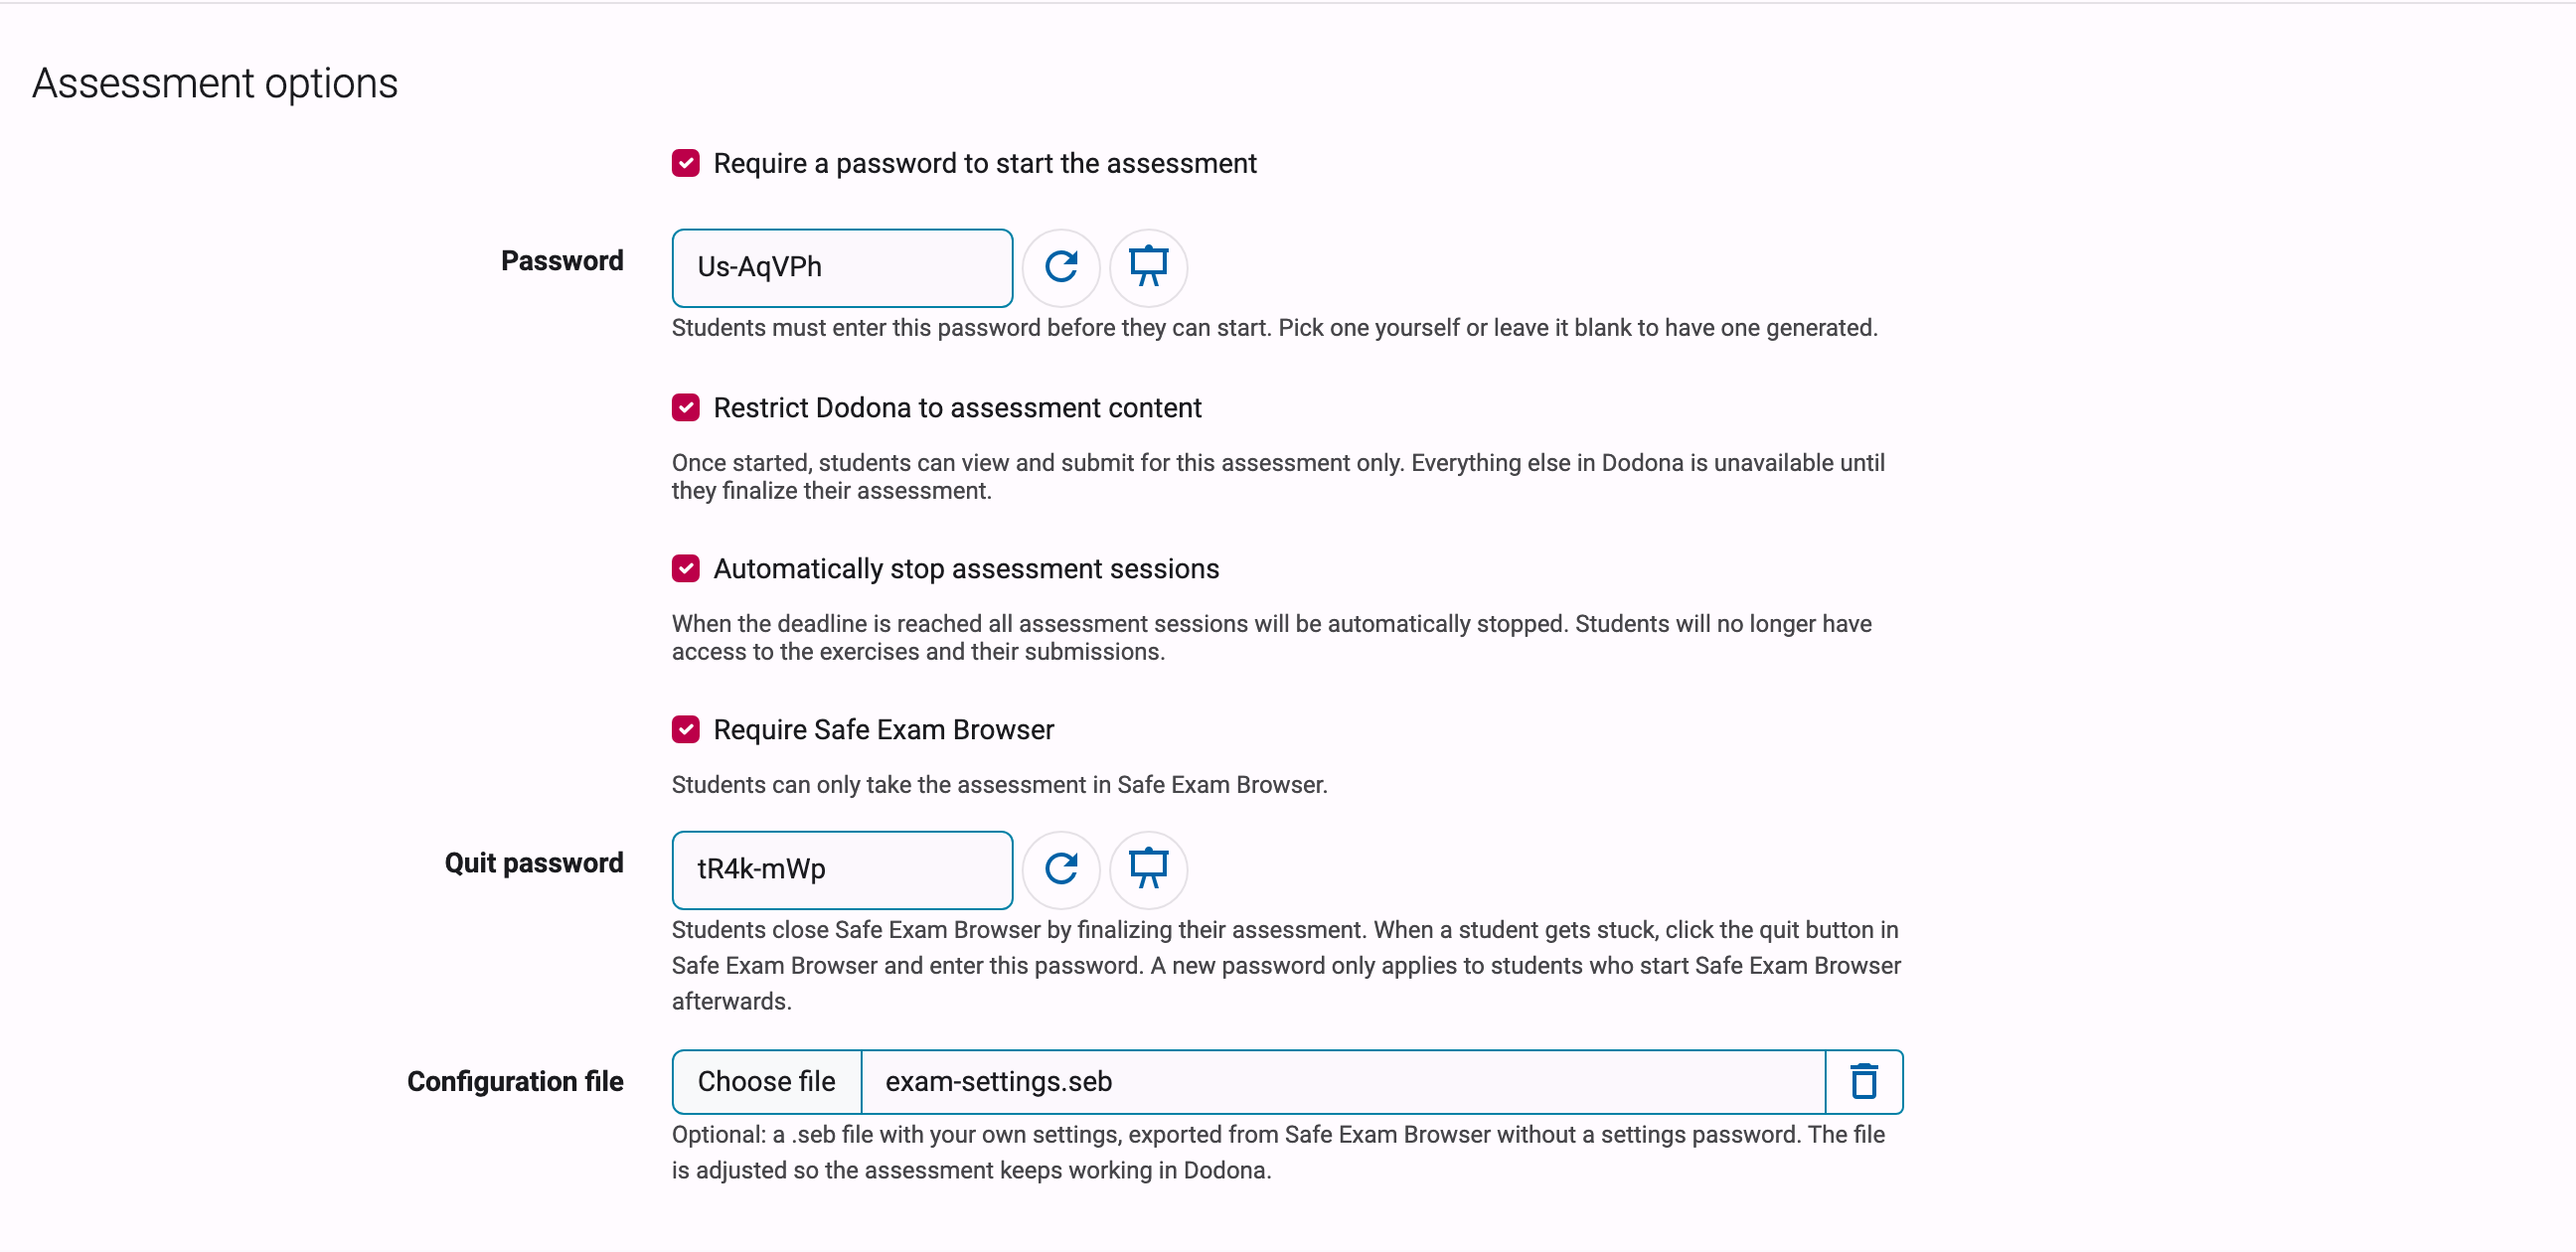 Assessment options
Require a password to start the assessment
Password
Us-AqVPh
Students must enter this password before they can start. Pick one yourself or leave it blank to have one generated.
Restrict Dodona to assessment content
Once started, students can view and submit for this assessment only. Everything else in Dodona is unavailable until
they finalize their assessment.
Automatically stop assessment sessions
When the deadline is reached all assessment sessions will be automatically stopped. Students will no longer have
access to the exercises and their submissions.
Require Safe Exam Browser
Students can only take the assessment in Safe Exam Browser.
Quit password
tR4k-mWp
Students close Safe Exam Browser by finalizing their assessment. When a student gets stuck, click the quit button in
Safe Exam Browser and enter this password. A new password only applies to students who start Safe Exam Browser
afterwards.
Configuration file
Choose file
exam-settings.seb
Optional: a .seb file with your own settings, exported from Safe Exam Browser without a settings password. The file
is adjusted so the assessment keeps working in Dodona.